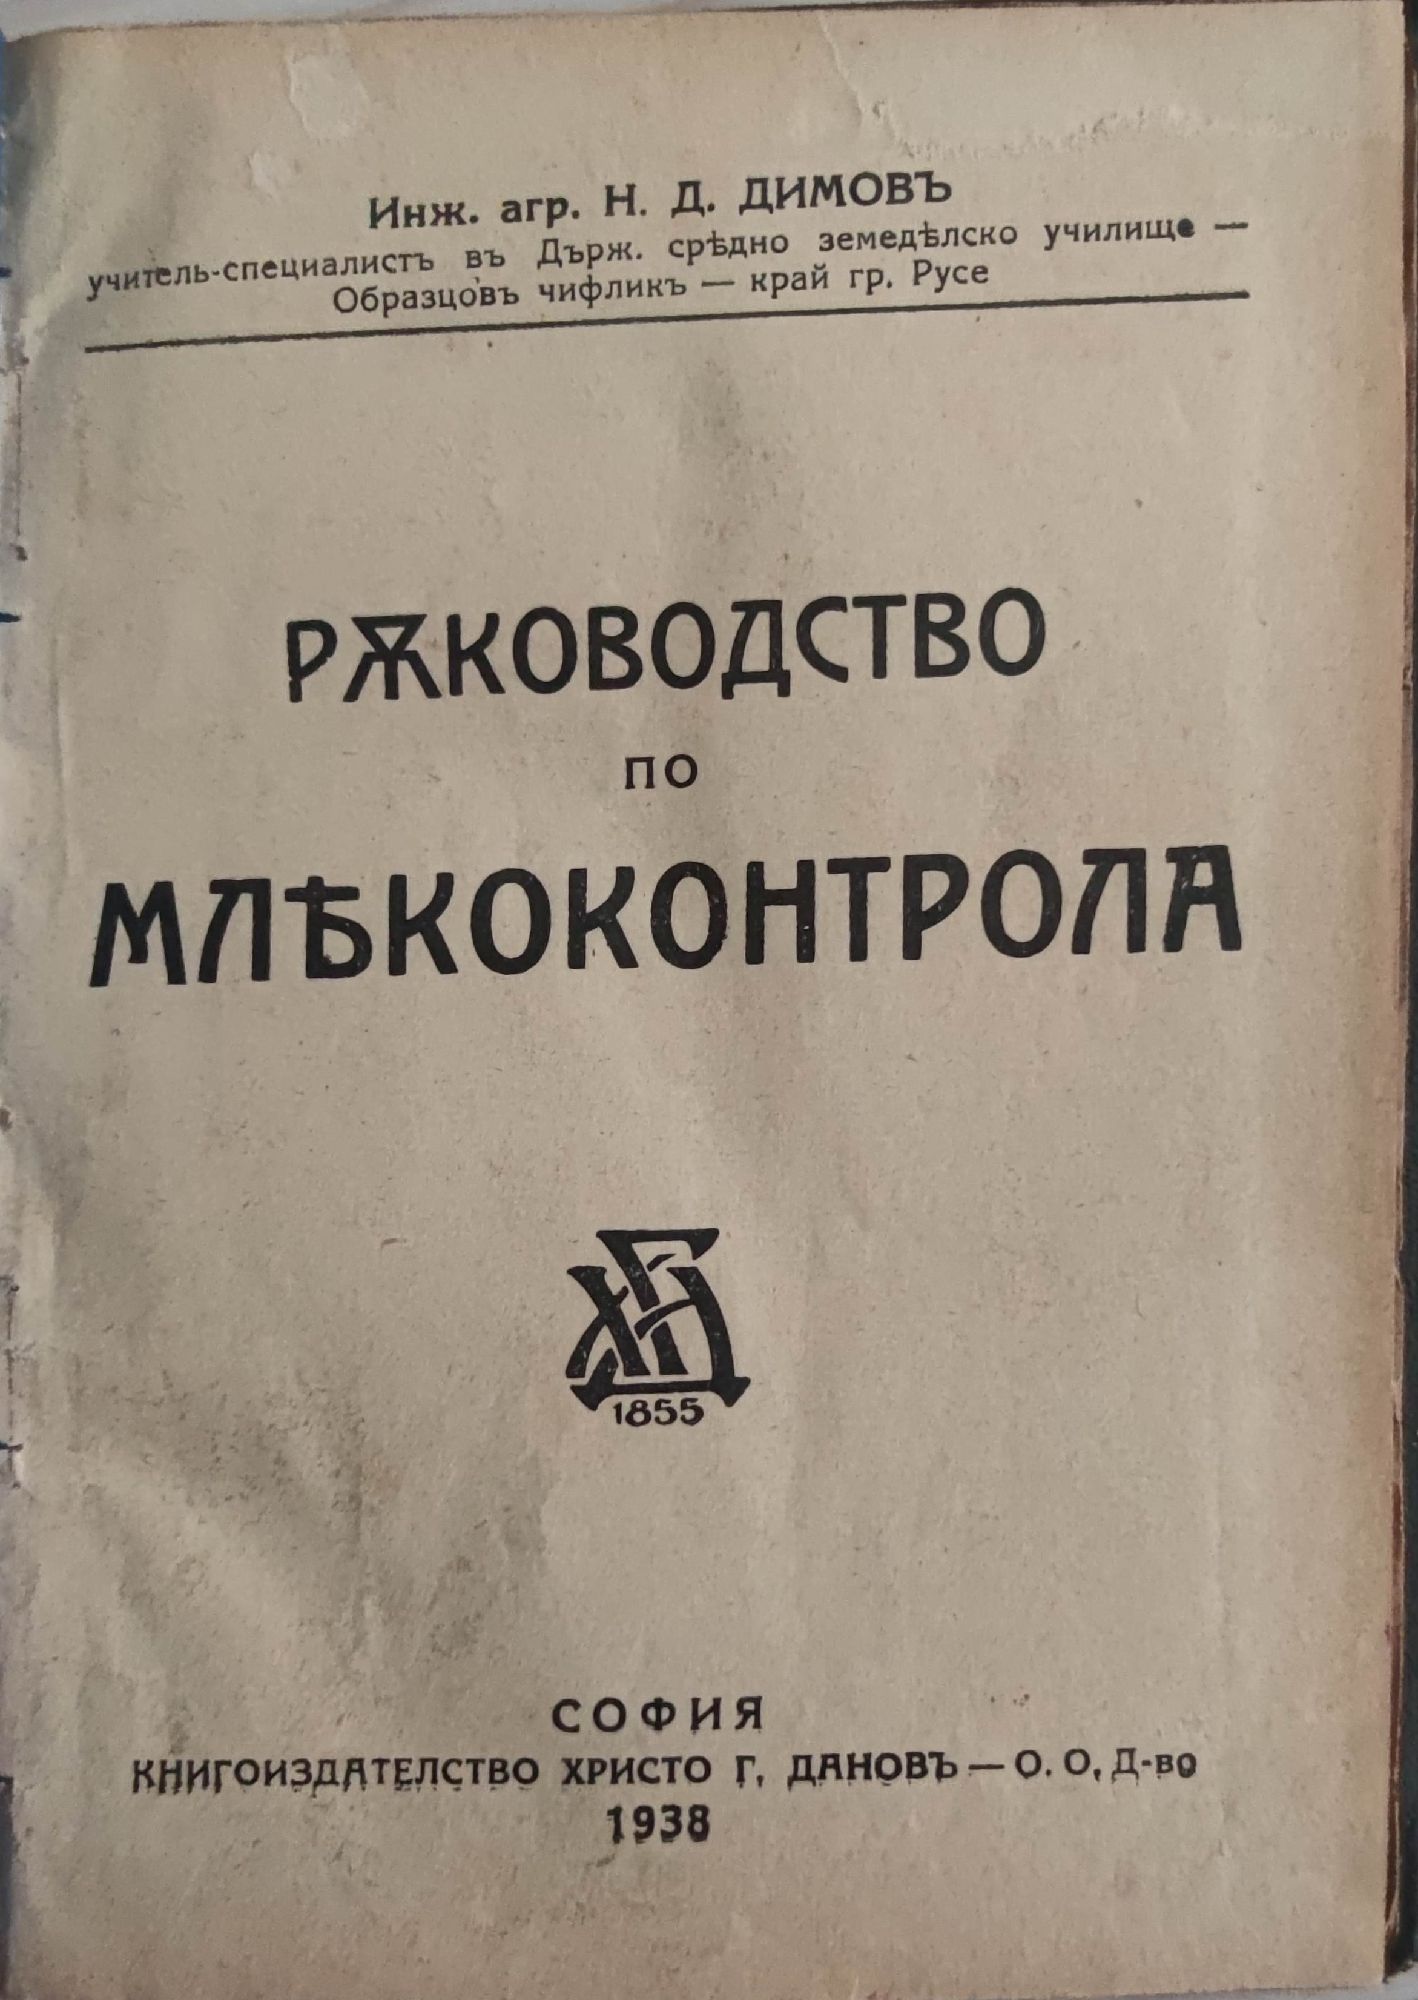 Инж. агр. Н. Д. ДИМОВЪ
учитель-специалистъ въ Държ. срѣдно земедѣлско училище —
Образцовъ чифликъ — край гр. Русе
РѪКОВОДСТВО
ПО
МЛѢКОКОНТРОЛА
ХГД
1855
СОФИЯ
КНИГОИЗДАТЕЛСТВО ХРИСТО Г. ДАНОВЪ — О. О. Д-во
1938